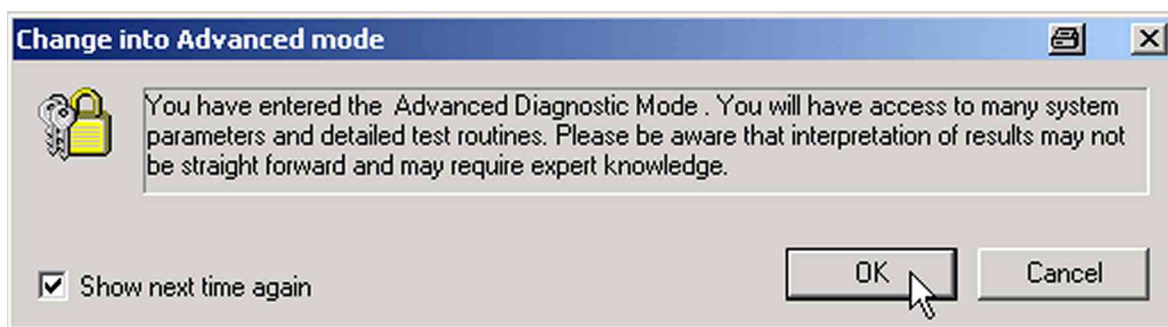 Change into Advanced mode
You have entered the Advanced Diagnostic Mode . You will have access to many system
parameters and detailed test routines. Please be aware that interpretation of results may not
be straight forward and may require expert knowledge.
Show next time again
OK
Cancel